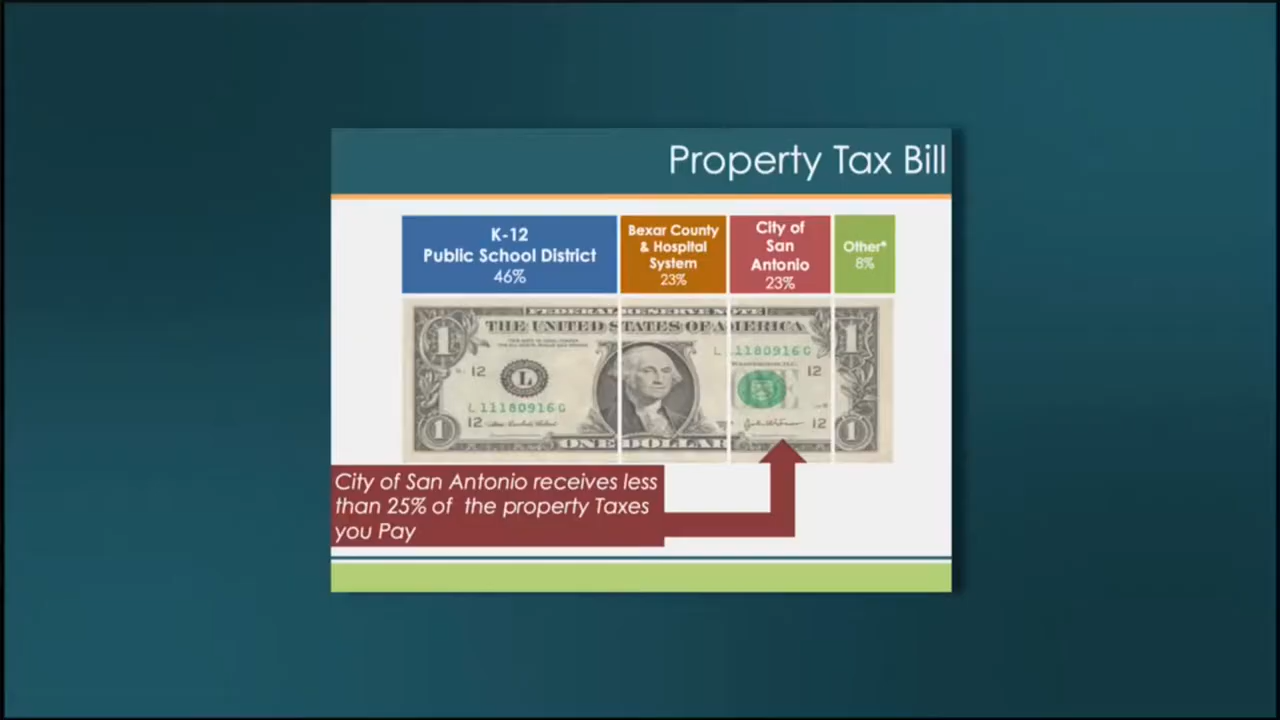 Property Tax Bill
K-12
Public School District
46%
Bexar County
& Hospital
System
23%
City of
San
Antonio
23%
Other*
8%
FEDERAL RESERVE NOTE
THE UNITED STATES OF AMERICA
L 11180916 G
WASHINGTON, D.C.
12
12
L
L 11180916 G
12
12
1
1
1
1
ONE DOLLAR
City of San Antonio receives less
than 25% of the property Taxes
you Pay